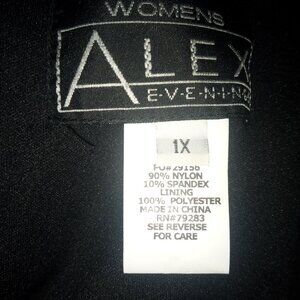 WOMENS
ALEX
E·V·E·N·I·N·G
1X
PO#29156
90% NYLON
10% SPANDEX
LINING
100% POLYESTER
MADE IN CHINA
RN#79283
SEE REVERSE
FOR CARE